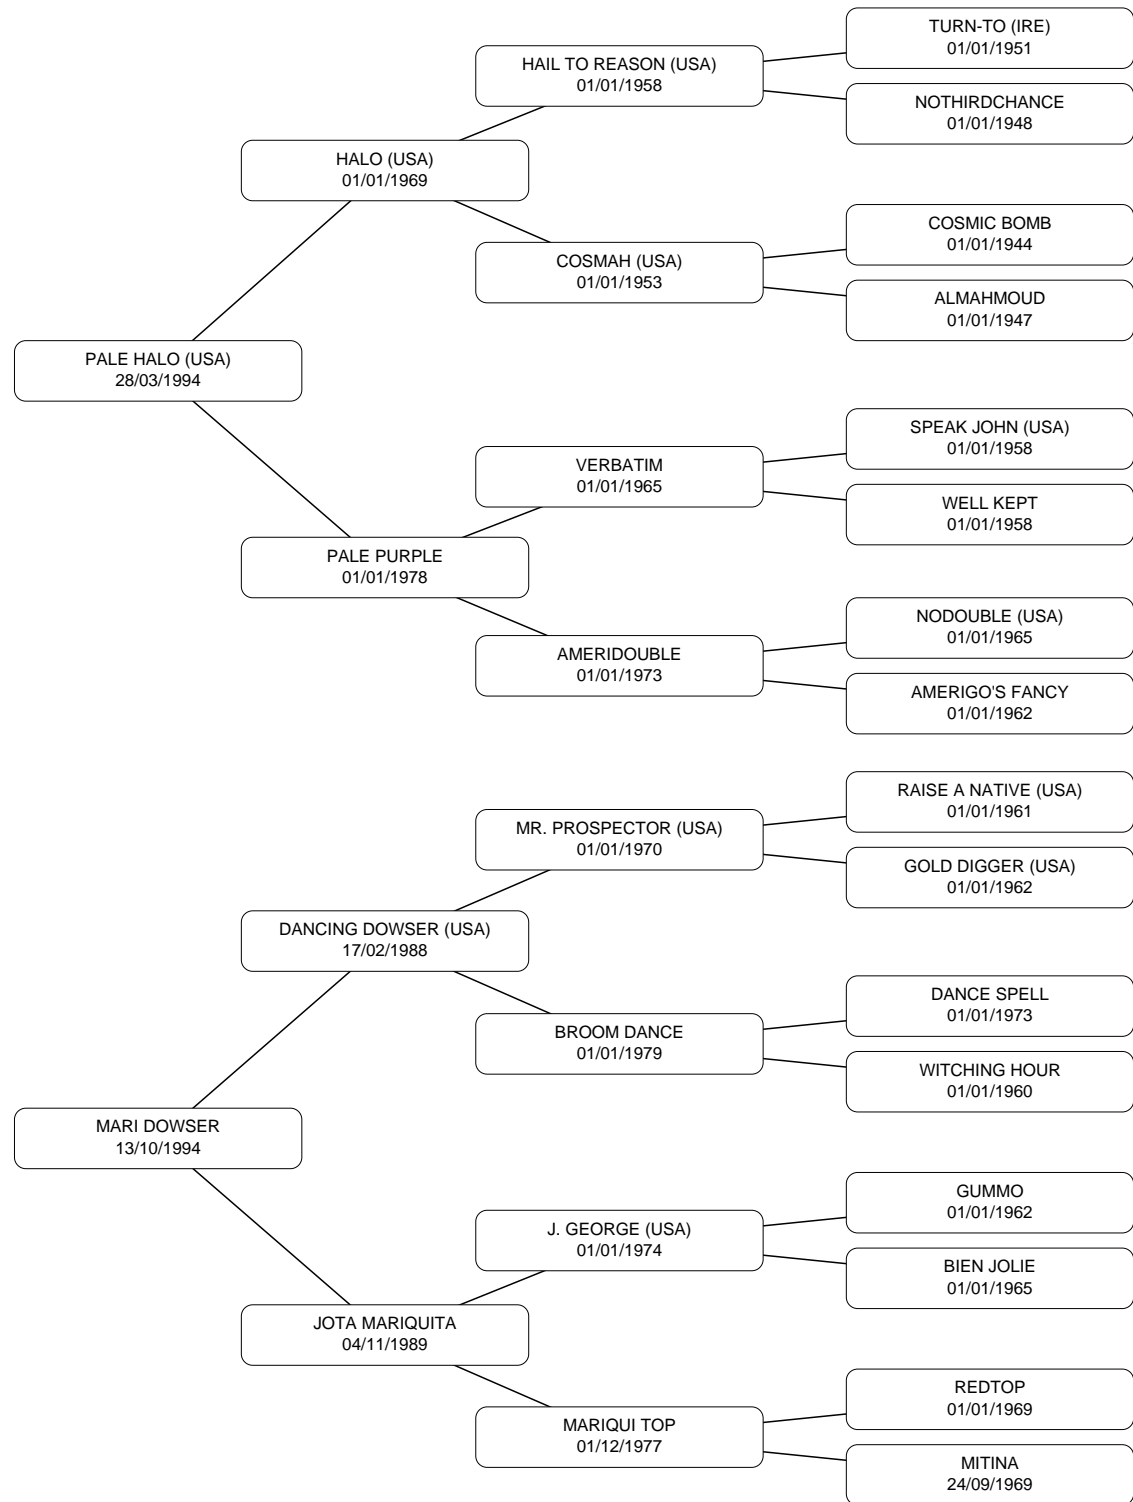 TURN-TO (IRE)
01/01/1951
HAIL TO REASON (USA)
01/01/1958
NOTHIRDCHANCE
01/01/1948
HALO (USA)
01/01/1969
COSMIC BOMB
01/01/1944
COSMAH (USA)
01/01/1953
ALMAHMOUD
01/01/1947
PALE HALO (USA)
28/03/1994
SPEAK JOHN (USA)
01/01/1958
VERBATIM
01/01/1965
WELL KEPT
01/01/1958
PALE PURPLE
01/01/1978
NODOUBLE (USA)
01/01/1965
AMERIDOUBLE
01/01/1973
AMERIGO'S FANCY
01/01/1962
RAISE A NATIVE (USA)
01/01/1961
MR. PROSPECTOR (USA)
01/01/1970
GOLD DIGGER (USA)
01/01/1962
DANCING DOWSER (USA)
17/02/1988
DANCE SPELL
01/01/1973
BROOM DANCE
01/01/1979
WITCHING HOUR
01/01/1960
MARI DOWSER
13/10/1994
GUMMO
01/01/1962
J. GEORGE (USA)
01/01/1974
BIEN JOLIE
01/01/1965
JOTA MARIQUITA
04/11/1989
REDTOP
01/01/1969
MARIQUI TOP
01/12/1977
MITINA
24/09/1969